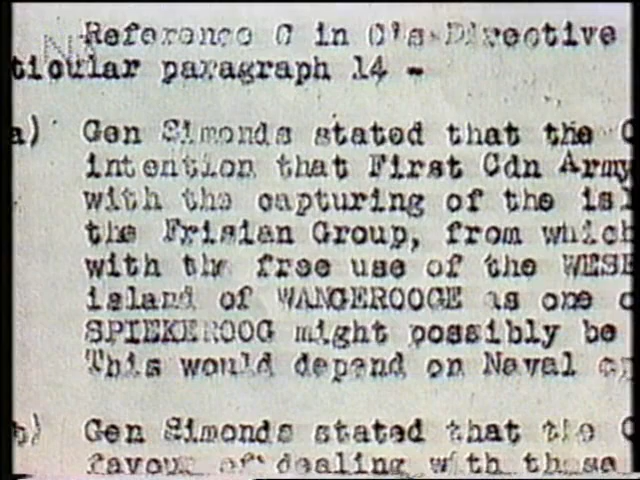 Reference C in C's Directive
ticular paragraph 14 -
a) Gen Simonds stated that the C
intention that First Cdn Army
with the capturing of the isl
the Frisian Group, from which
with the free use of the WESE
island of WANGEROOGE is one o
SPIEKEROOG might possibly be
This would depend on Naval op
b) Gen Simonds stated that the C
favour of dealing with these